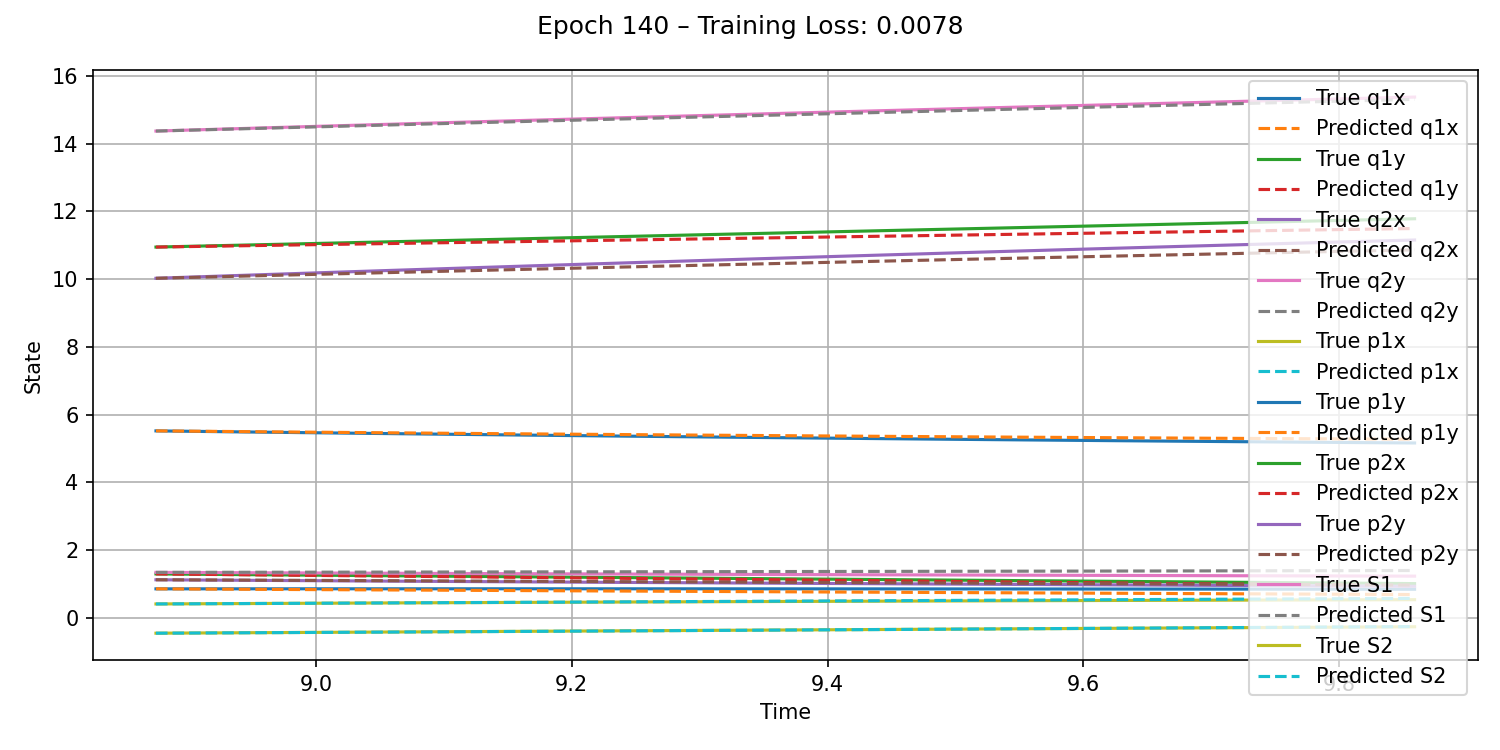 Epoch 140 – Training Loss: 0.0078
16
14
12
10
8
6
4
2
0
State
9.0
9.2
9.4
9.6
9.8
Time
True q1x
Predicted q1x
True q1y
Predicted q1y
True q2x
Predicted q2x
True q2y
Predicted q2y
True p1x
Predicted p1x
True p1y
Predicted p1y
True p2x
Predicted p2x
True p2y
Predicted p2y
True S1
Predicted S1
True S2
Predicted S2